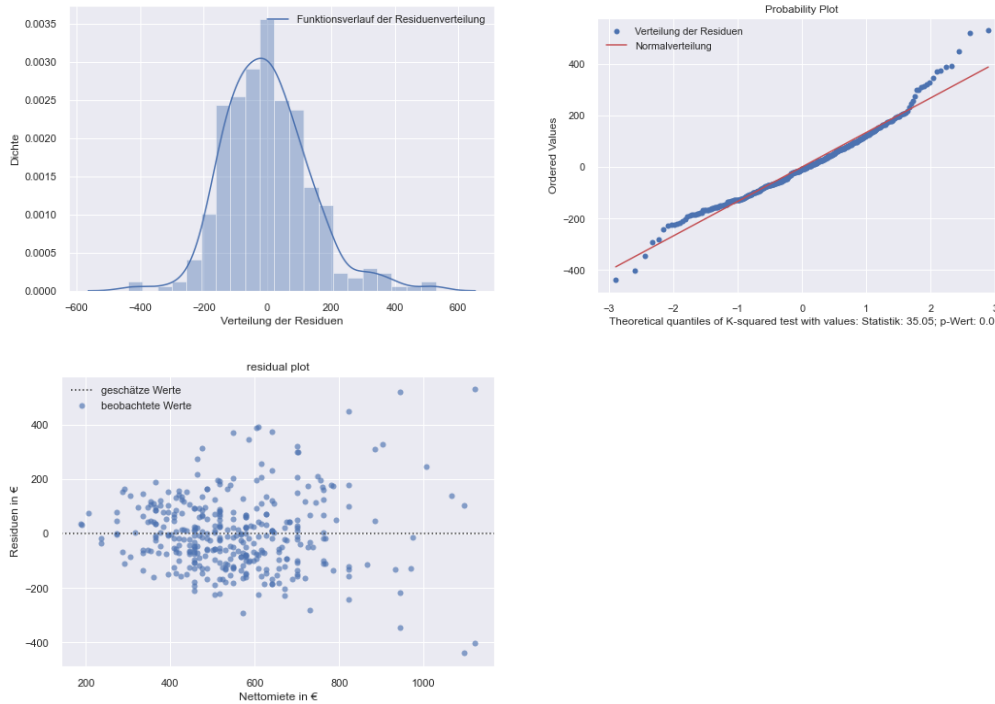 0.0035
0.0030
0.0025
0.0020
0.0015
0.0010
0.0005
0.0000
Dichte
Funktionsverlauf der Residuenverteilung
−600 −400 −200 0 200 400 600
Verteilung der Residuen
Probability Plot
Verteilung der Residuen
Normalverteilung
400
200
0
−200
−400
Ordered Values
−3 −2 −1 0 1 2 3
Theoretical quantiles of K-squared test with values: Statistik: 35.05; p-Wert: 0.0
residual plot
geschätze Werte
beobachtete Werte
400
200
0
−200
−400
Residuen in €
200 400 600 800 1000
Nettomiete in €